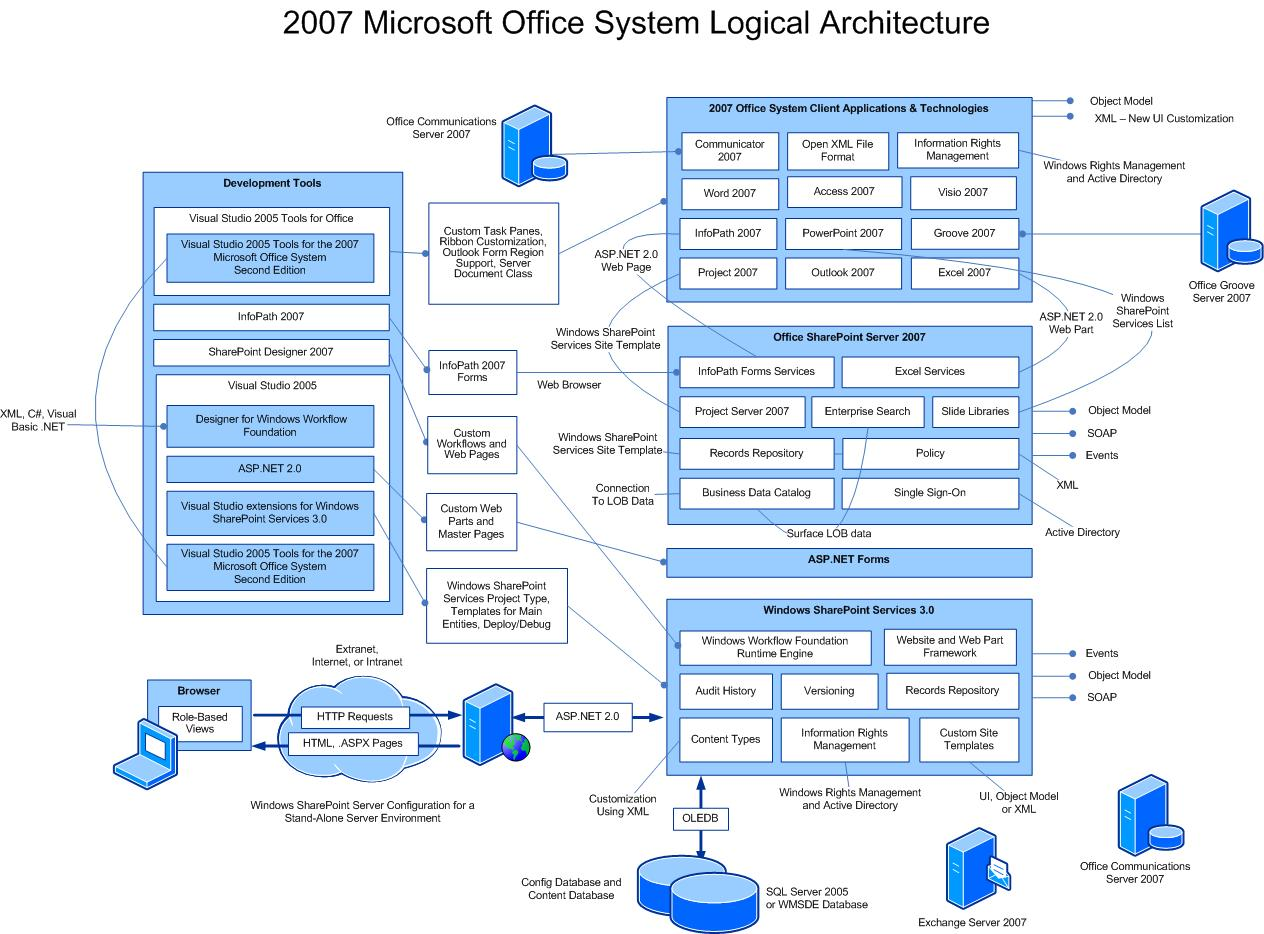 2007 Microsoft Office System Logical Architecture
Office Communications
Server 2007
Development Tools
Visual Studio 2005 Tools for Office
Visual Studio 2005 Tools for the 2007
Microsoft Office System
Second Edition
InfoPath 2007
SharePoint Designer 2007
Visual Studio 2005
Designer for Windows Workflow
Foundation
ASP.NET 2.0
Visual Studio extensions for Windows
SharePoint Services 3.0
Visual Studio 2005 Tools for the 2007
Microsoft Office System
Second Edition
XML, C#, Visual
Basic .NET
Custom Task Panes,
Ribbon Customization,
Outlook Form Region
Support, Server
Document Class
InfoPath 2007
Forms
Custom
Workflows and
Web Pages
Custom Web
Parts and
Master Pages
Windows SharePoint
Services Project Type,
Templates for Main
Entities, Deploy/Debug
Web Browser
2007 Office System Client Applications & Technologies
Communicator
2007
Open XML File
Format
Information Rights
Management
Word 2007
Access 2007
Visio 2007
InfoPath 2007
PowerPoint 2007
Groove 2007
Project 2007
Outlook 2007
Excel 2007
Object Model
XML – New UI Customization
Windows Rights Management
and Active Directory
Office Groove
Server 2007
ASP.NET 2.0
Web Page
Windows SharePoint
Services Site Template
ASP.NET 2.0
Web Part
Windows
SharePoint
Services List
Office SharePoint Server 2007
InfoPath Forms Services
Excel Services
Project Server 2007
Enterprise Search
Slide Libraries
Records Repository
Policy
Business Data Catalog
Single Sign-On
Windows SharePoint
Services Site Template
Connection
To LOB Data
Surface LOB data
Object Model
SOAP
Events
XML
Active Directory
ASP.NET Forms
Windows SharePoint Services 3.0
Windows Workflow Foundation
Runtime Engine
Website and Web Part
Framework
Audit History
Versioning
Records Repository
Content Types
Information Rights
Management
Custom Site
Templates
Events
Object Model
SOAP
Customization
Using XML
Windows Rights Management
and Active Directory
UI, Object Model
or XML
Extranet,
Internet, or Intranet
Browser
Role-Based
Views
HTTP Requests
HTML, .ASPX Pages
ASP.NET 2.0
Windows SharePoint Server Configuration for a
Stand-Alone Server Environment
OLEDB
Config Database and
Content Database
SQL Server 2005
or WMSDE Database
Exchange Server 2007
Office Communications
Server 2007